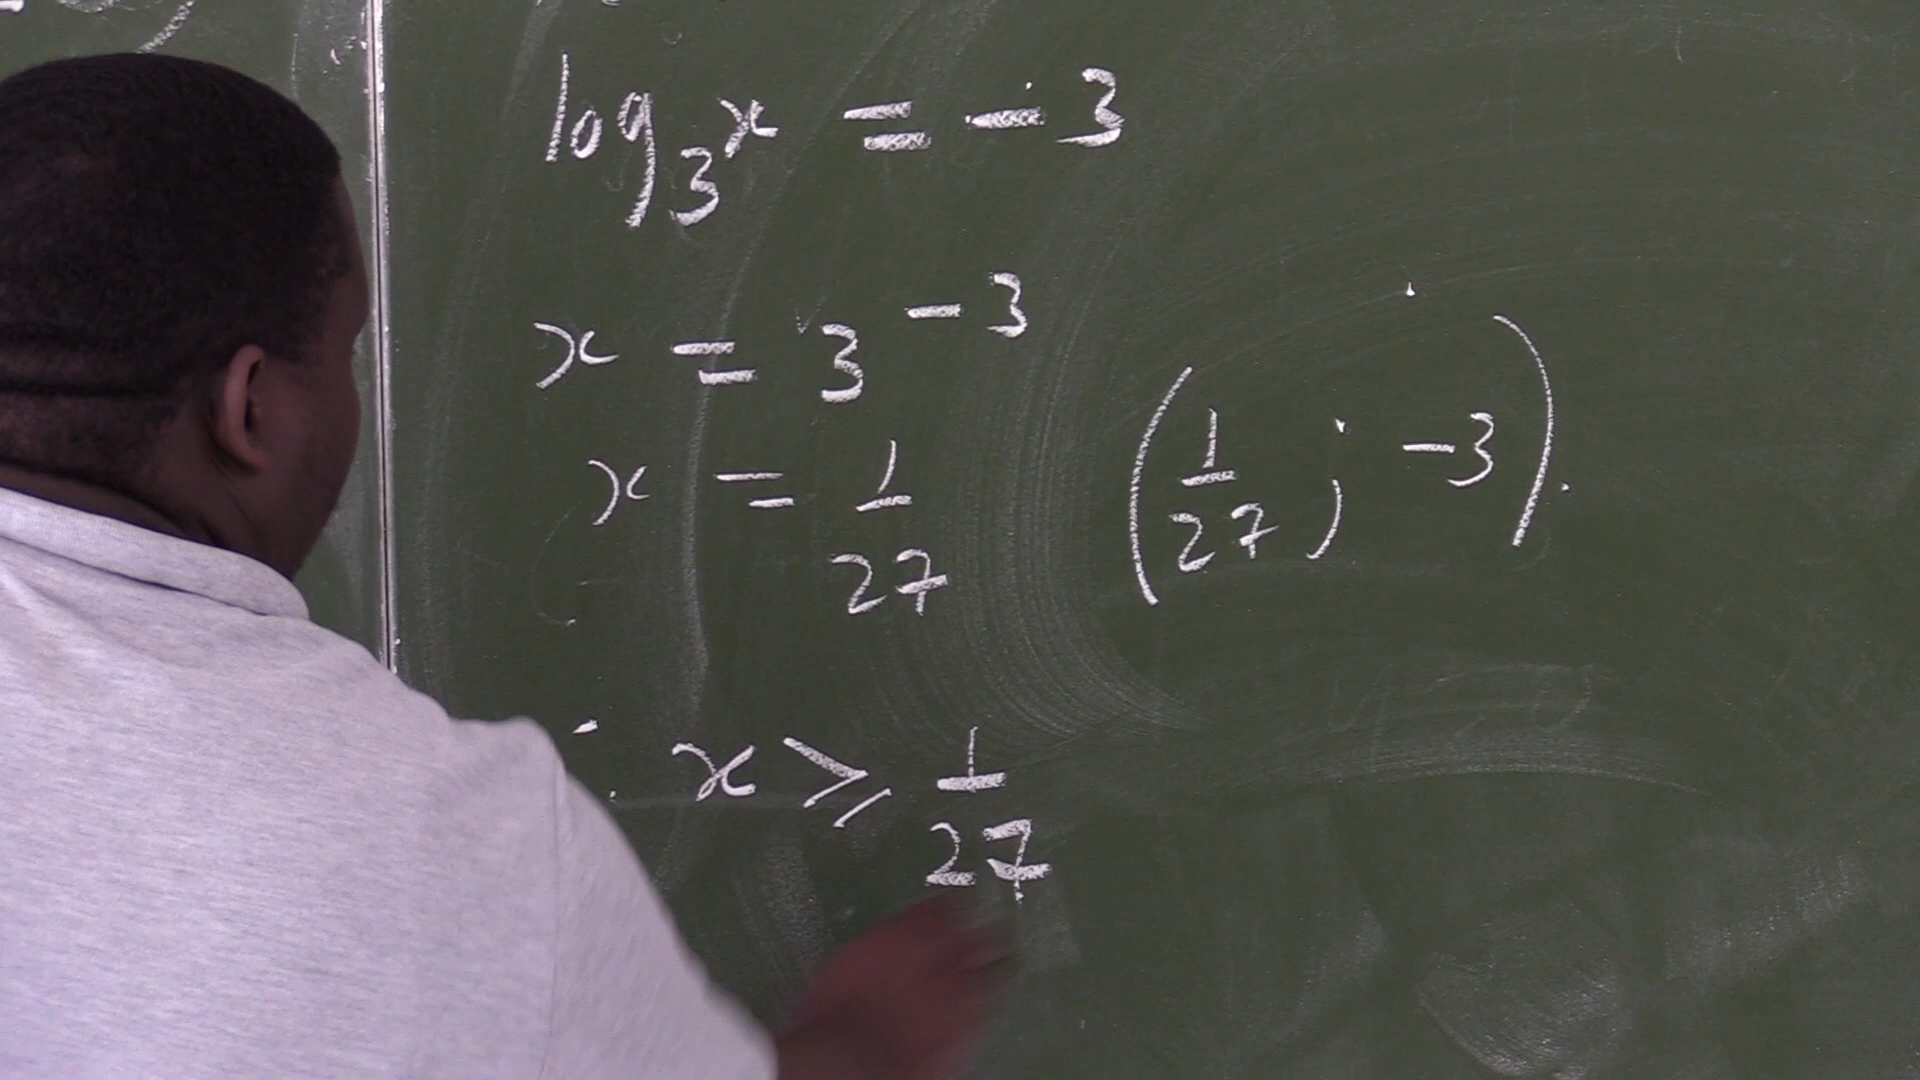 log₃x = -3
x = 3⁻³
x = 1/27 (1/27 ; -3).
∴ x ⩾ 1/27